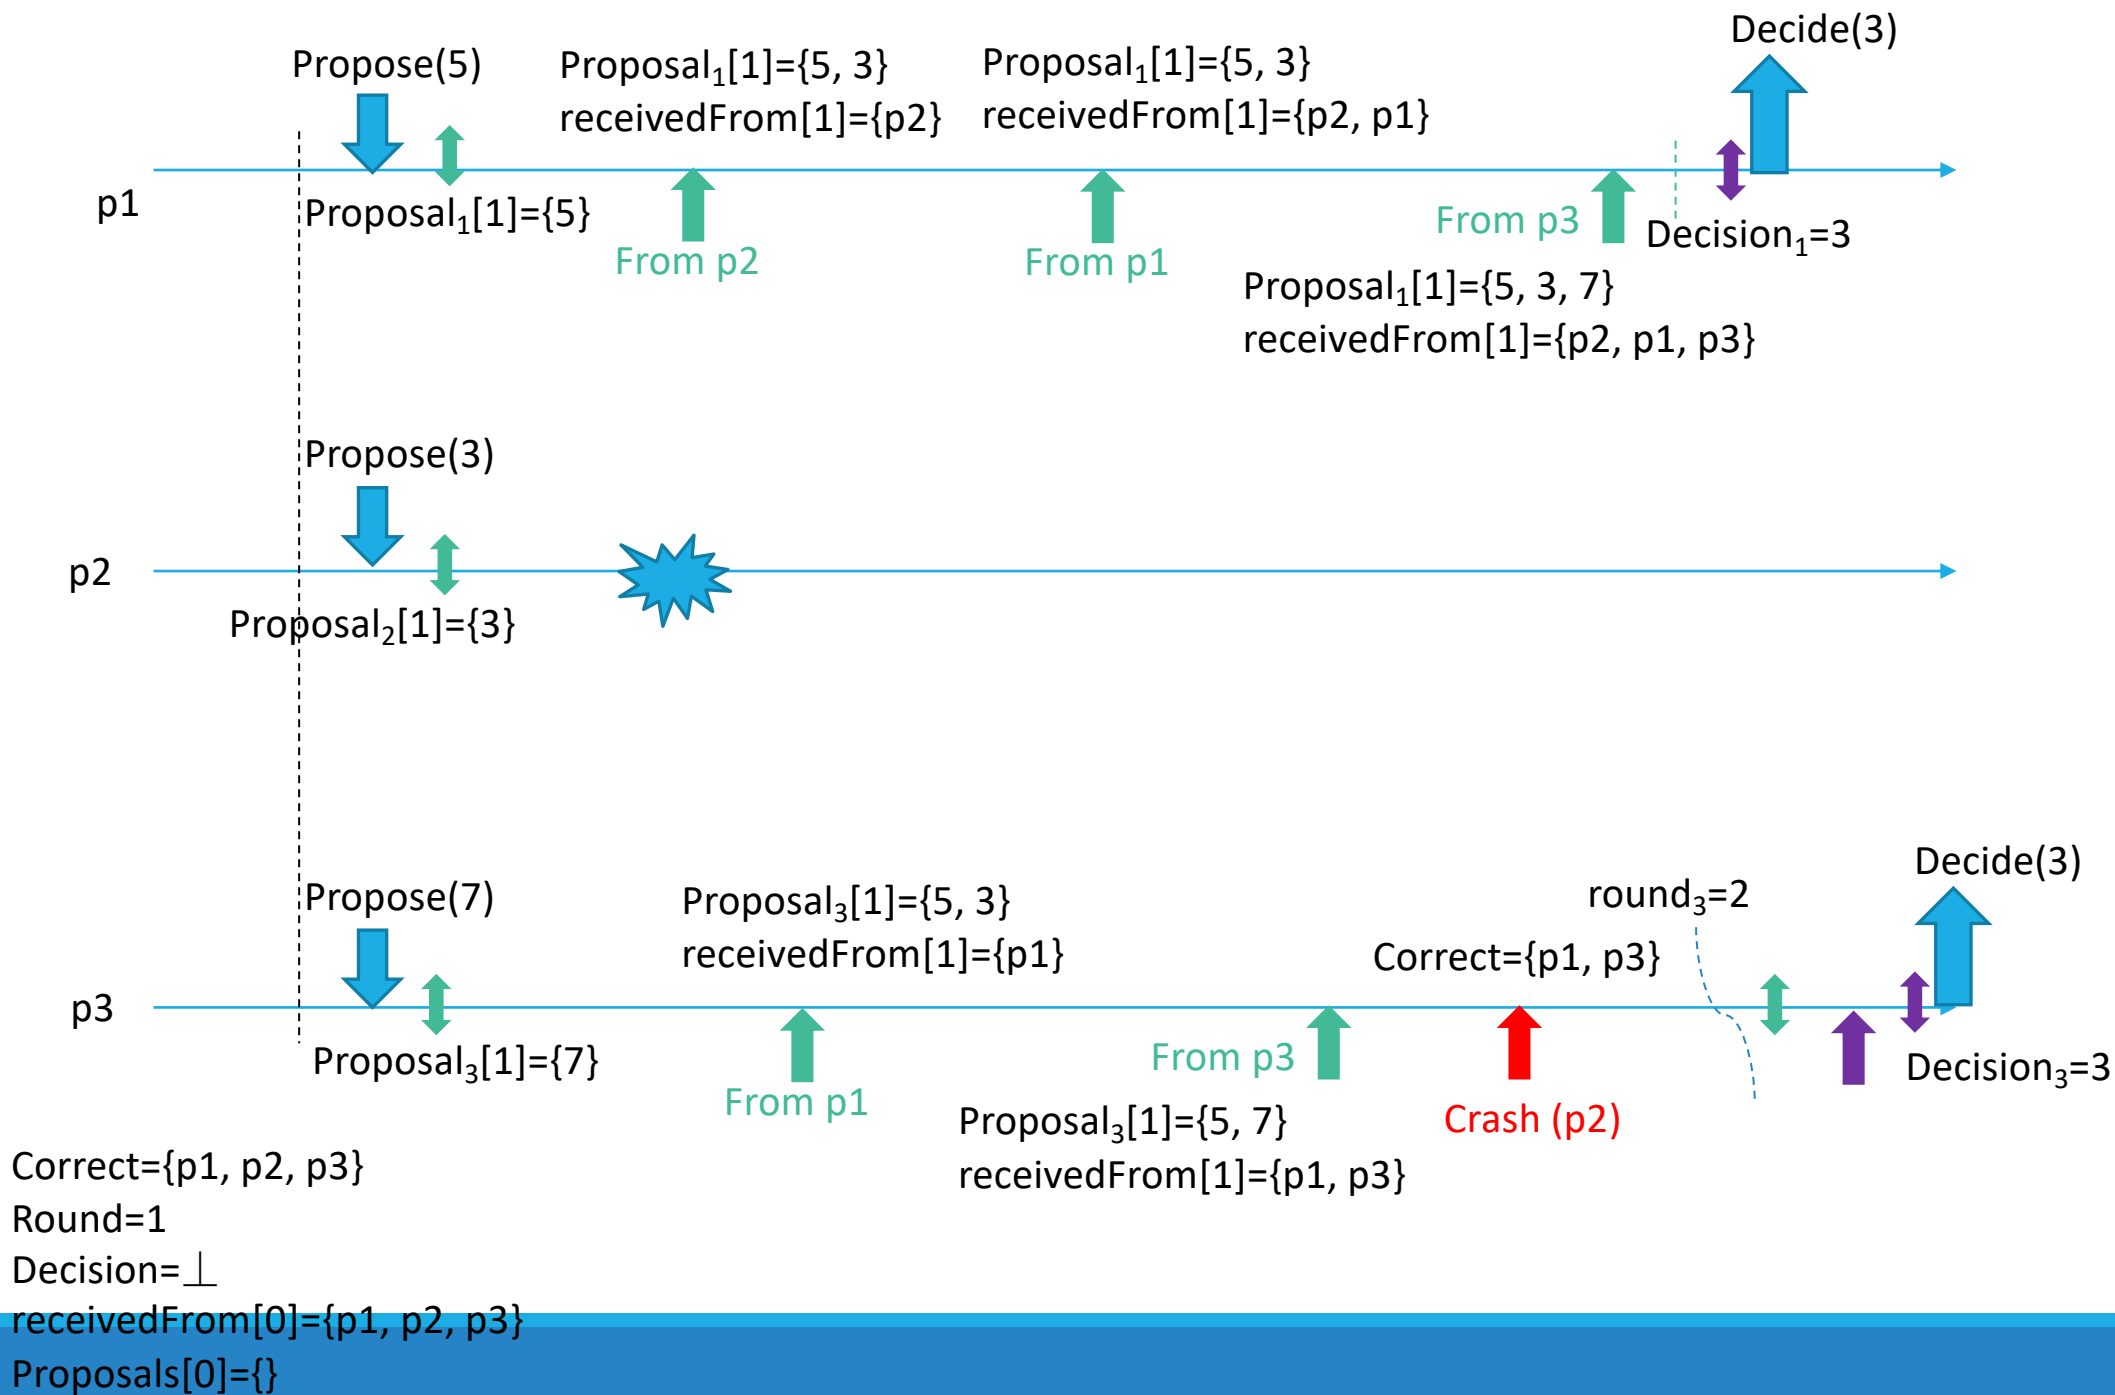 Decide(3)
Propose(5)
Proposal₁[1]={5, 3}
receivedFrom[1]={p2}
Proposal₁[1]={5, 3}
receivedFrom[1]={p2, p1}
p1
Proposal₁[1]={5}
From p2
From p1
From p3
Decision₁=3
Proposal₁[1]={5, 3, 7}
receivedFrom[1]={p2, p1, p3}
Propose(3)
p2
Proposal₂[1]={3}
Decide(3)
Propose(7)
Proposal₃[1]={5, 3}
receivedFrom[1]={p1}
round₃=2
Correct={p1, p3}
p3
Proposal₃[1]={7}
From p1
From p3
Crash (p2)
Decision₃=3
Proposal₃[1]={5, 7}
receivedFrom[1]={p1, p3}
Correct={p1, p2, p3}
Round=1
Decision=⊥
receivedFrom[0]={p1, p2, p3}
Proposals[0]={}